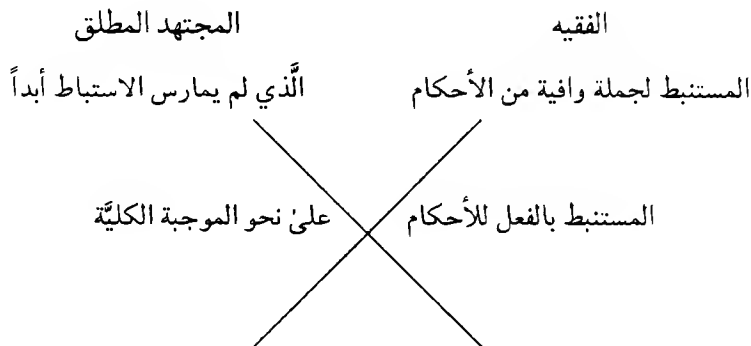 الفقيه المجتهد المطلق
المستنبط لجملة وافية من الأحكام الَّذي لم يمارس الاستباط أبداً
المستنبط بالفعل للأحكام علىٰ نحو الموجبة الكليَّة